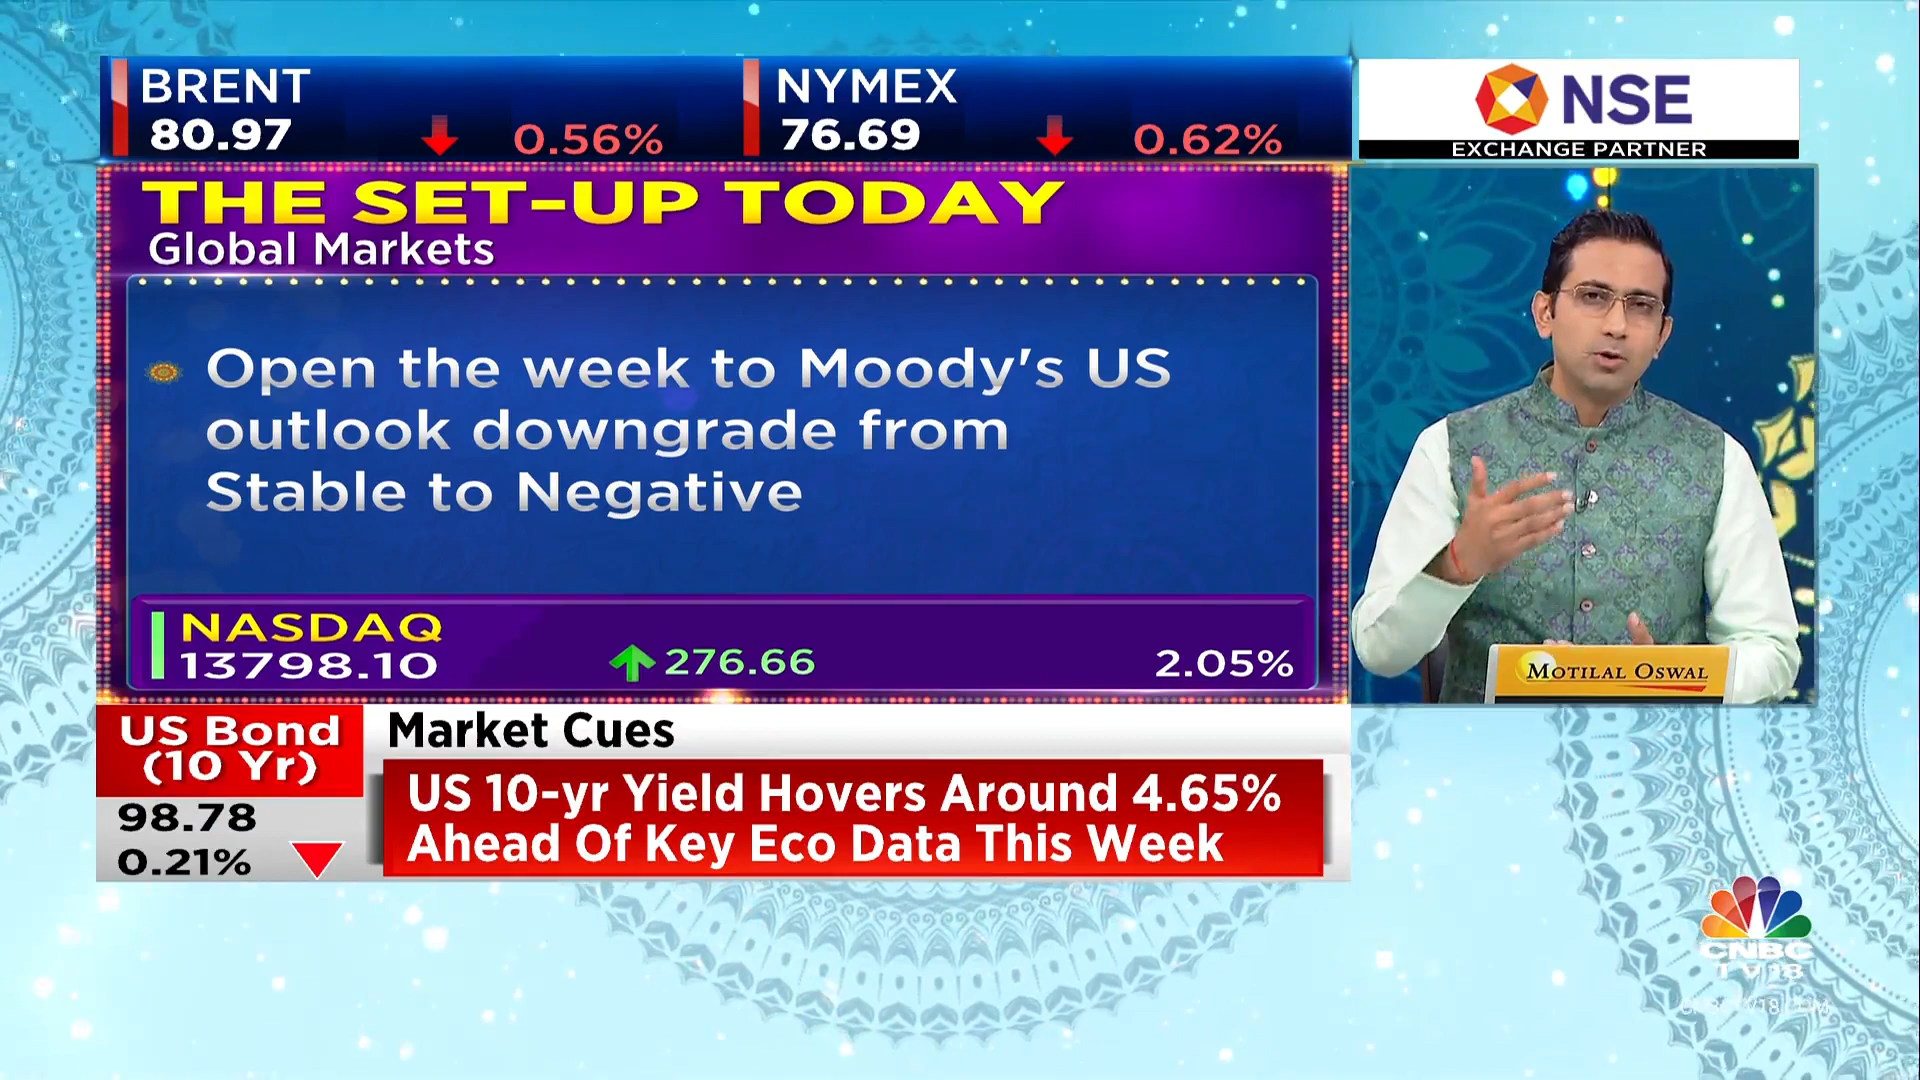 BRENT
80.97
0.56%
NYMEX
76.69
0.62%
NSE
EXCHANGE PARTNER
THE SET-UP TODAY
Global Markets
Open the week to Moody's US
outlook downgrade from
Stable to Negative
NASDAQ
13798.10
276.66
2.05%
MOTILAL OSWAL
US Bond
(10 Yr)
98.78
0.21%
Market Cues
US 10-yr Yield Hovers Around 4.65%
Ahead Of Key Eco Data This Week
CNBC
TV18
CNBCTV18.COM